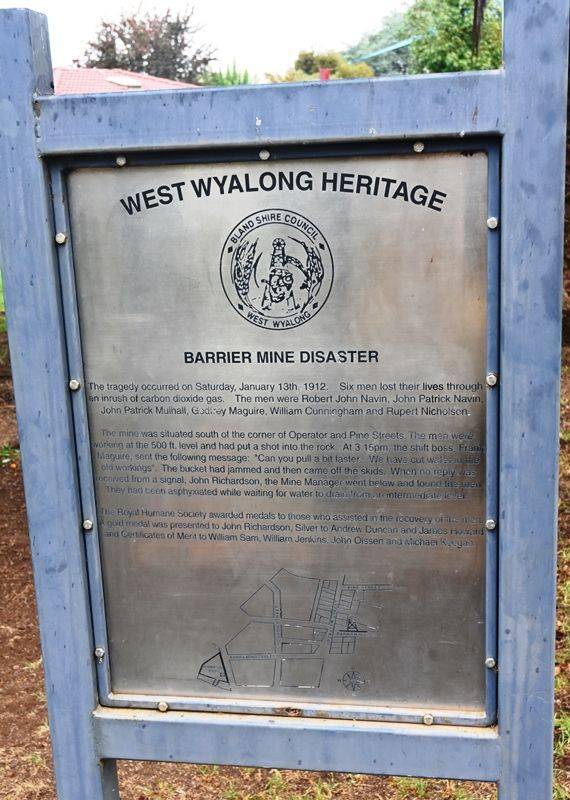 WEST WYALONG HERITAGE
BLAND SHIRE COUNCIL
WEST WYALONG
BARRIER MINE DISASTER
The tragedy occurred on Saturday, January 13th, 1912. Six men lost their lives through
an inrush of carbon dioxide gas. The men were Robert John Navin, John Patrick Navin,
John Patrick Mulhall, Godfrey Maguire, William Cunningham and Rupert Nicholson.
The mine was situated south of the corner of Operator and Pine Streets. The men were
working at the 500 ft. level and had put a shot into the rock. At 3.15pm, the shift boss, Frank
Maguire, sent the following message: "Can you pull a bit faster. We have cut water in the
old workings". The bucket had jammed and then came off the skids. When no reply was
received from a signal, John Richardson, the Mine Manager went below and found the men.
They had been asphyxiated while waiting for water to drain from an intermediate level.
The Royal Humane Society awarded medals to those who assisted in the recovery of the men.
A gold medal was presented to John Richardson, Silver to Andrew Duncan and James Howard
and Certificates of Merit to William Sam, William Jenkins, John Olssen and Michael Keegan.
PINE STREET